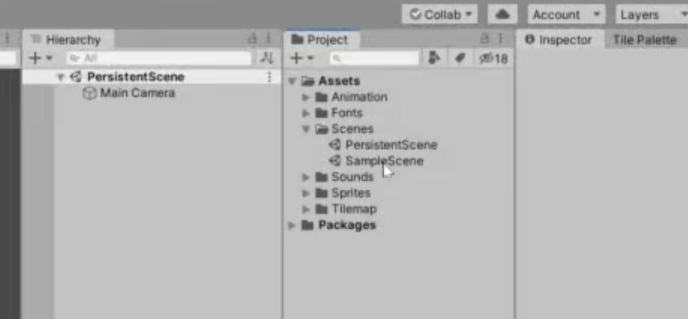 Collab Account Layers
Hierarchy Project Inspector Tile Palette
All 18
PersistentScene
Main Camera
Assets
Animation
Fonts
Scenes
PersistentScene
SampleScene
Sounds
Sprites
Tilemap
Packages